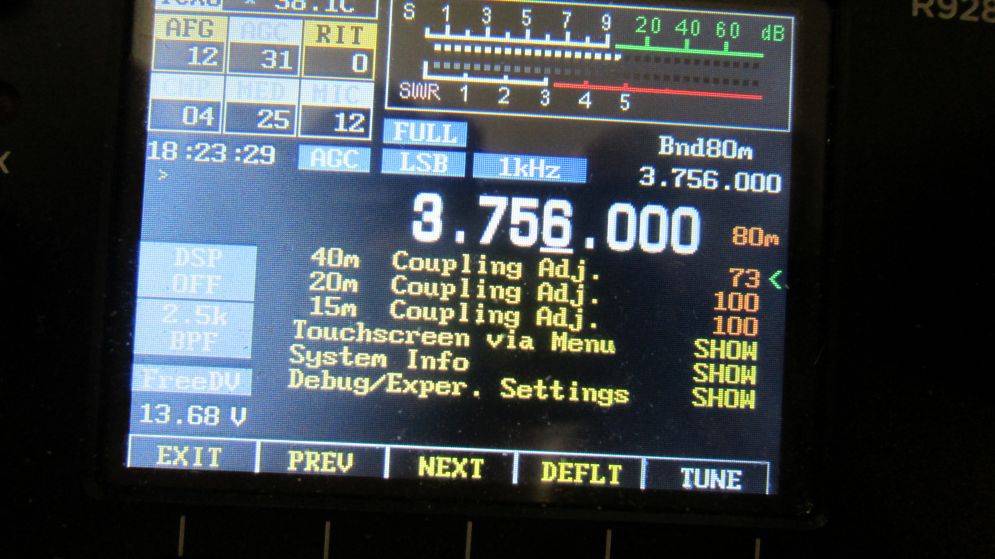 38.1C
R928
S 1 3 5 7 9 20 40 60 dB
AFG AGC RIT
12 31 0
CMP MED MIC
04 25 12
SWR 1 2 3 4 5
FULL
Bnd80m
18:23:29 AGC LSB 1kHz 3.756.000
>
3.756.000 80m
DSP
OFF
2.5k
BPF
FreeDV
13.68 V
40m Coupling Adj. 73 <
20m Coupling Adj. 100
15m Coupling Adj. 100
Touchscreen via Menu SHOW
System Info SHOW
Debug/Exper. Settings SHOW
EXIT PREV NEXT DEFLT TUNE